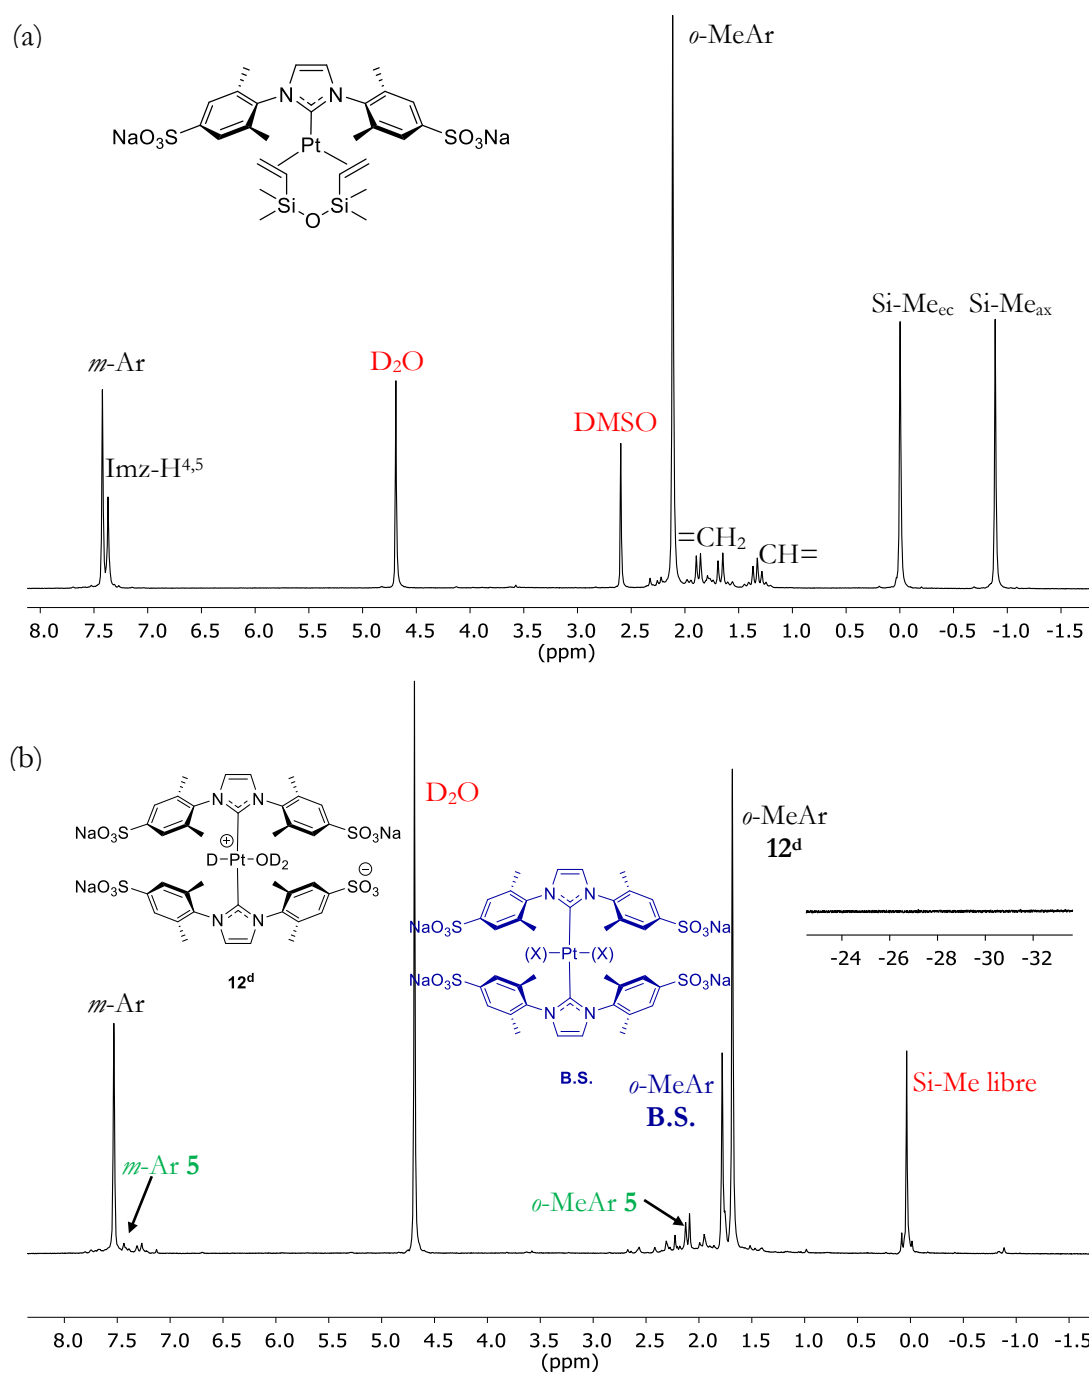 (a)
o-MeAr
N N
NaO₃S SO₃Na
Pt
Si Si
O
Si-Meec Si-Meax
m-Ar
D₂O
DMSO
Imz-H⁴,⁵
=CH₂
CH=
8.0 7.5 7.0 6.5 6.0 5.5 5.0 4.5 4.0 3.5 3.0 2.5 2.0 1.5 1.0 0.5 0.0 -0.5 -1.0 -1.5
(ppm)
(b)
D₂O
o-MeAr
12ᵈ
N N
NaO₃S SO₃Na
⊕
D-Pt-OD₂
⊖
NaO₃S SO₃
N N
12ᵈ
N N
NaO₃S SO₃Na
(X)-Pt-(X)
NaO₃S SO₃Na
N N
B.S.
-24 -26 -28 -30 -32
m-Ar
o-MeAr
B.S.
Si-Me libre
m-Ar 5
o-MeAr 5
8.0 7.5 7.0 6.5 6.0 5.5 5.0 4.5 4.0 3.5 3.0 2.5 2.0 1.5 1.0 0.5 0.0 -0.5 -1.0 -1.5
(ppm)